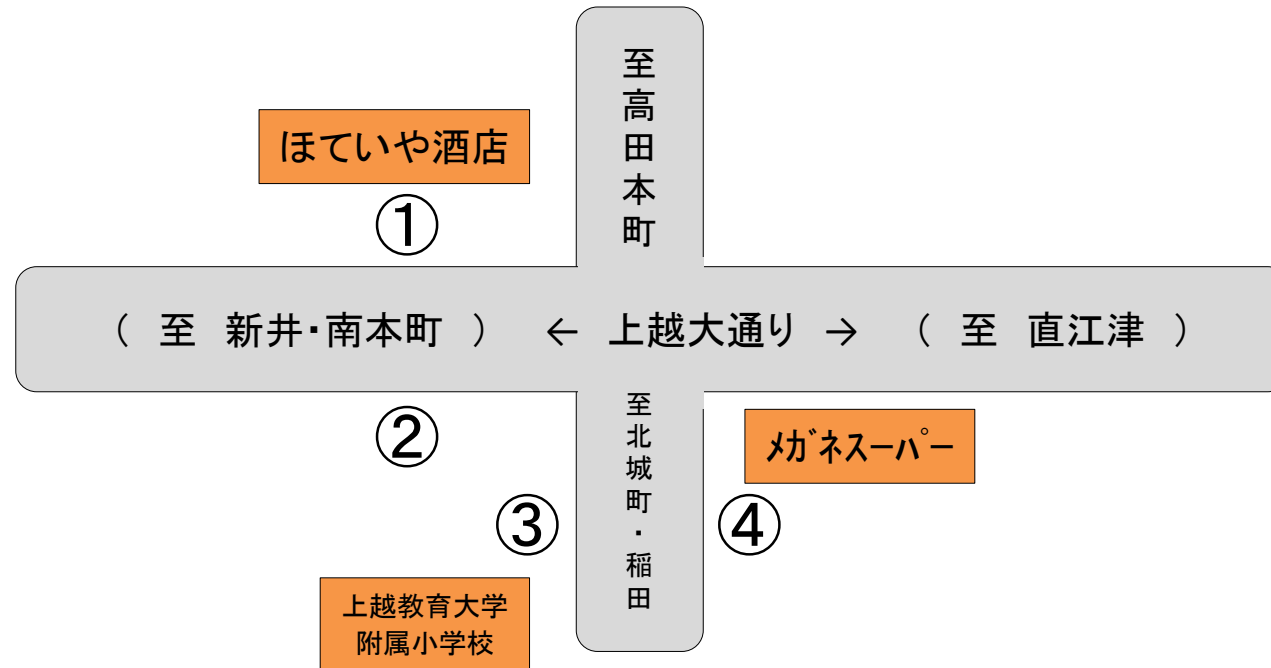 至高田本町
ほていや酒店
①
( 至 新井・南本町 ) ← 上越大通り → ( 至 直江津 )
②
至北城町・稲田
メガネスーパー
③
④
上越教育大学
附属小学校